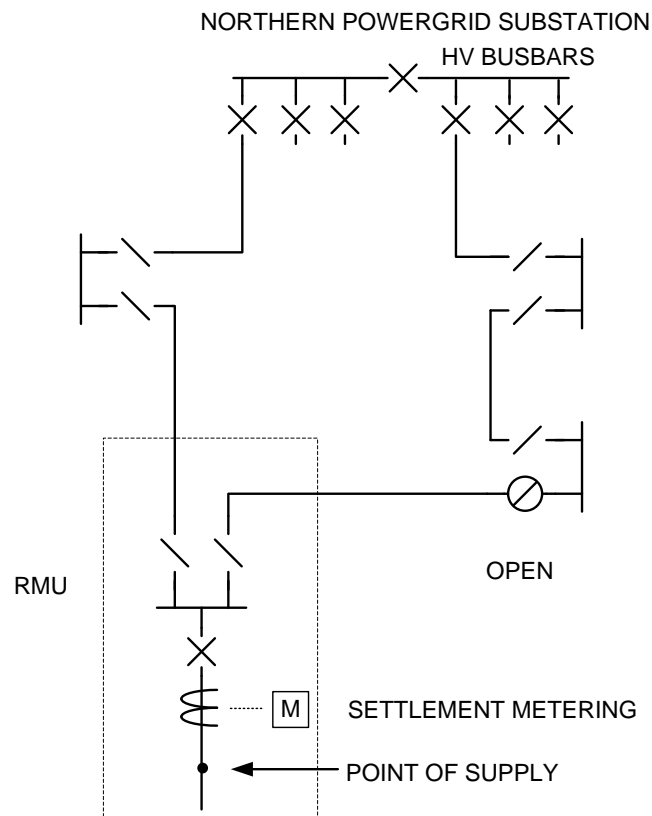 NORTHERN POWERGRID SUBSTATION
HV BUSBARS
OPEN
RMU
M
SETTLEMENT METERING
POINT OF SUPPLY